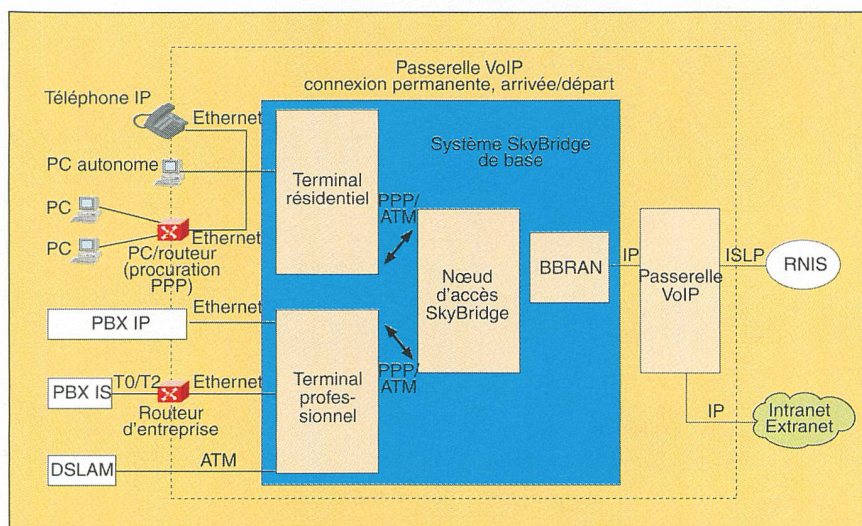 Passerelle VoIP
connexion permanente, arrivée/départ
Téléphone IP
Ethernet
PC autonome
PC
PC
Ethernet
PC/routeur
(procuration
PPP)
PBX IP
Ethernet
PBX IS
T0/T2
Ethernet
Routeur
d'entreprise
DSLAM
ATM
Système SkyBridge
de base
Terminal
résidentiel
PPP/
ATM
Terminal
profes-
sionnel
PPP/
ATM
Nœud
d'accès
SkyBridge
BBRAN
IP
Passerelle
VoIP
ISLP
RNIS
IP
Intranet
Extranet